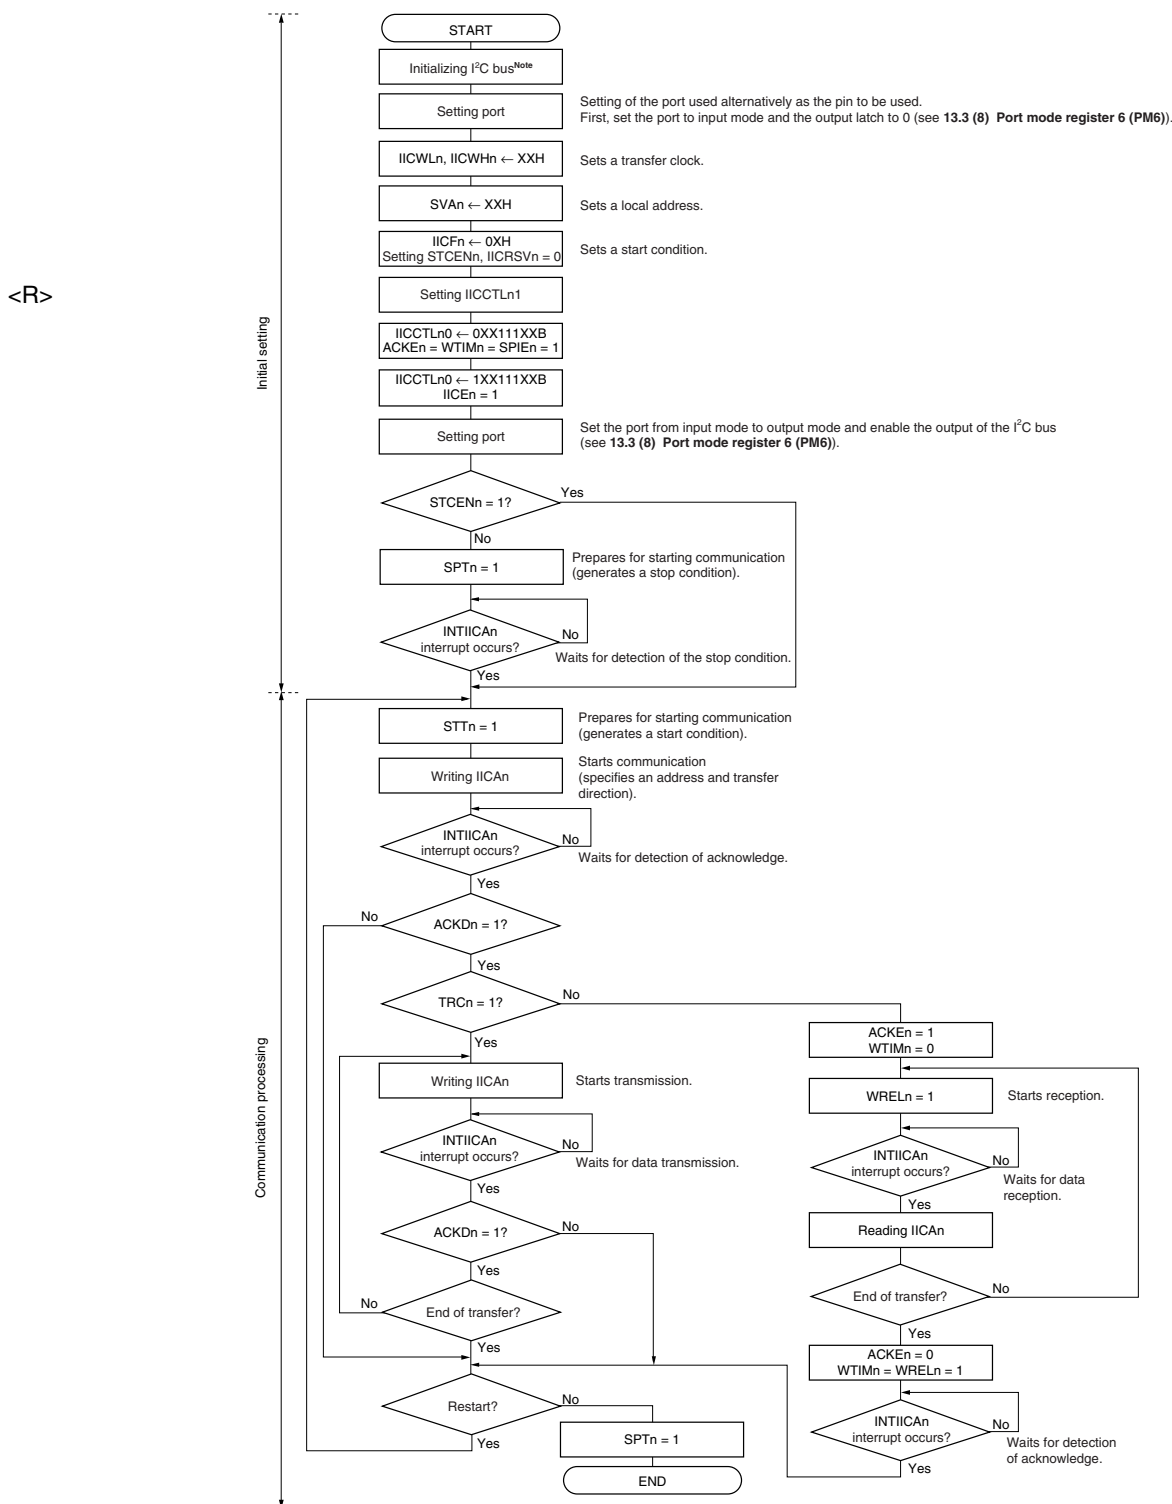 START
Initializing I²C busNote
Setting port
Setting of the port used alternatively as the pin to be used.
First, set the port to input mode and the output latch to 0 (see 13.3 (8) Port mode register 6 (PM6)).
IICWLn, IICWHn ← XXH
Sets a transfer clock.
SVAn ← XXH
Sets a local address.
IICFn ← 0XH
Setting STCENn, IICRSVn = 0
Sets a start condition.
<R>
Setting IICCTLn1
IICCTLn0 ← 0XX111XXB
ACKEn = WTIMn = SPIEn = 1
IICCTLn0 ← 1XX111XXB
IICEn = 1
Initial setting
Setting port
Set the port from input mode to output mode and enable the output of the I²C bus
(see 13.3 (8) Port mode register 6 (PM6)).
STCENn = 1?
Yes
No
SPTn = 1
Prepares for starting communication
(generates a stop condition).
INTIICAn
interrupt occurs?
No
Waits for detection of the stop condition.
Yes
STTn = 1
Prepares for starting communication
(generates a start condition).
Writing IICAn
Starts communication
(specifies an address and transfer
direction).
INTIICAn
interrupt occurs?
No
Waits for detection of acknowledge.
Yes
No
ACKDn = 1?
Yes
TRCn = 1?
No
Yes
Communication processing
Writing IICAn
Starts transmission.
INTIICAn
interrupt occurs?
No
Waits for data transmission.
Yes
ACKDn = 1?
No
Yes
No
End of transfer?
Yes
Restart?
No
Yes
SPTn = 1
END
ACKEn = 1
WTIMn = 0
WRELn = 1
Starts reception.
INTIICAn
interrupt occurs?
No
Waits for data
reception.
Yes
Reading IICAn
End of transfer?
No
Yes
ACKEn = 0
WTIMn = WRELn = 1
INTIICAn
interrupt occurs?
No
Waits for detection
of acknowledge.
Yes